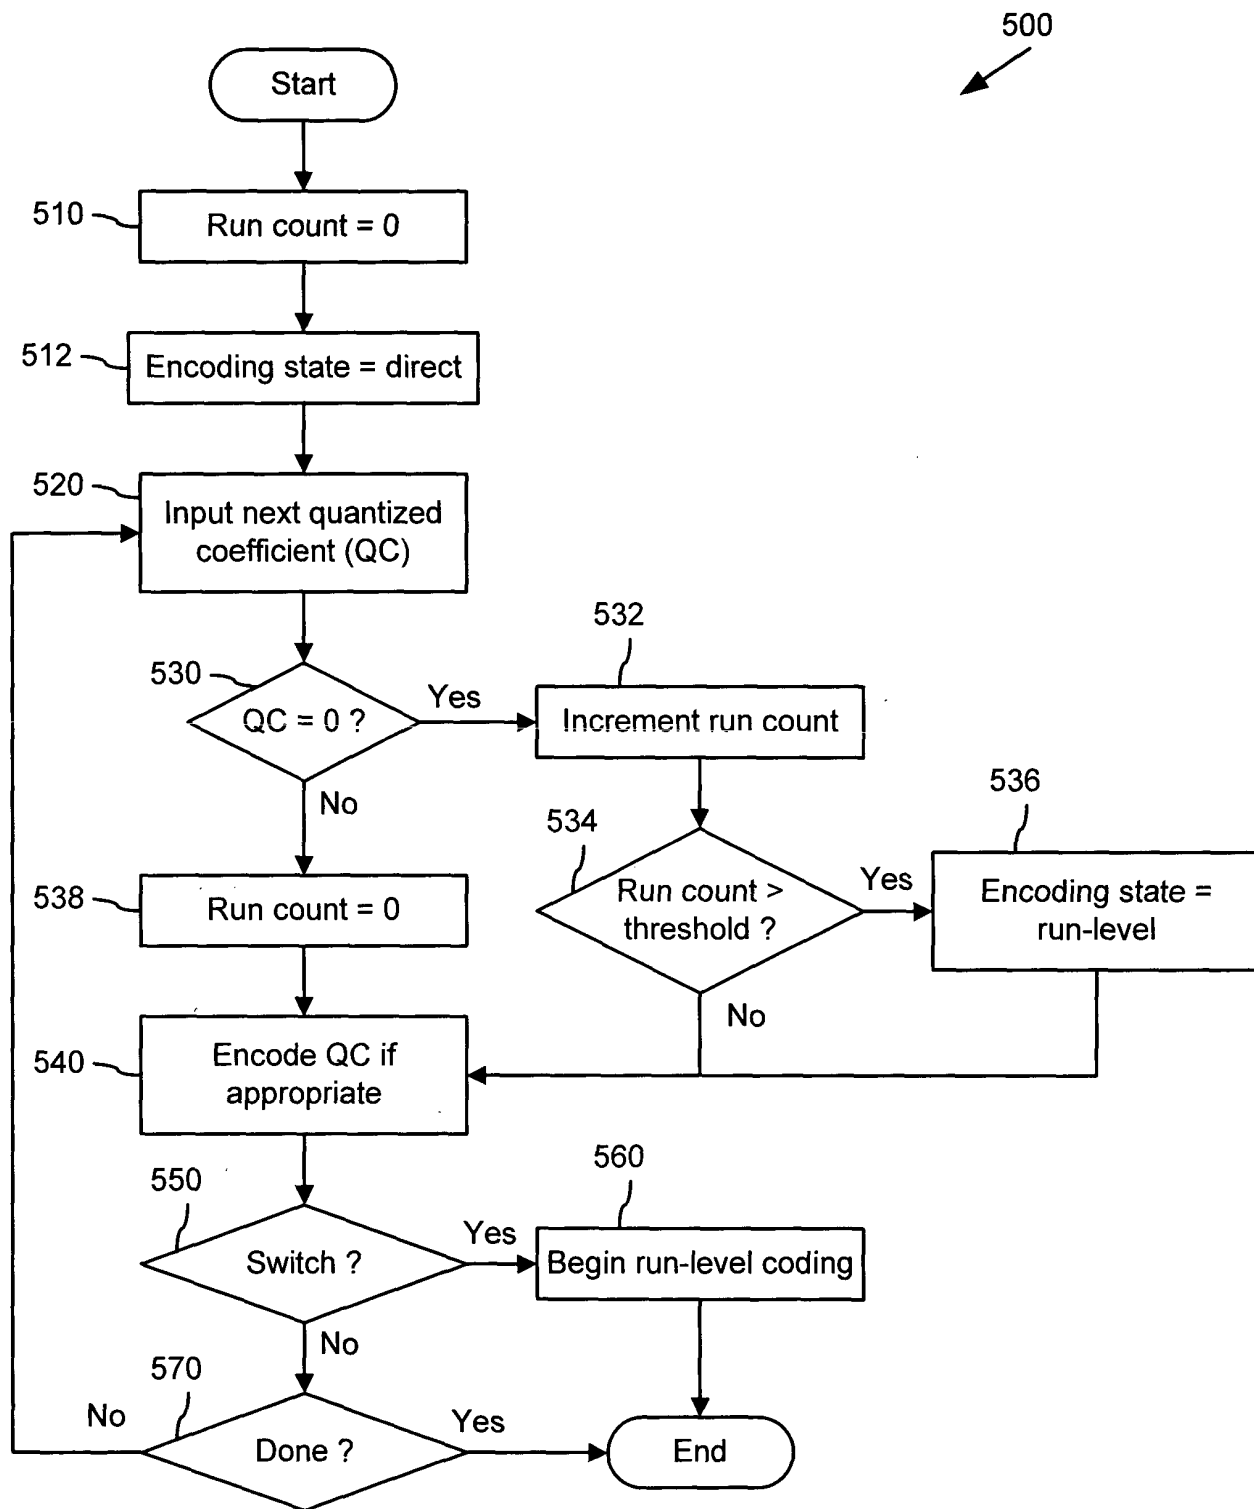 500
Start
510
Run count = 0
512
Encoding state = direct
520
Input next quantized
coefficient (QC)
530
QC = 0 ?
Yes
No
532
Increment run count
534
Run count >
threshold ?
Yes
No
536
Encoding state =
run-level
538
Run count = 0
540
Encode QC if
appropriate
550
Switch ?
Yes
No
560
Begin run-level coding
570
Done ?
No
Yes
End